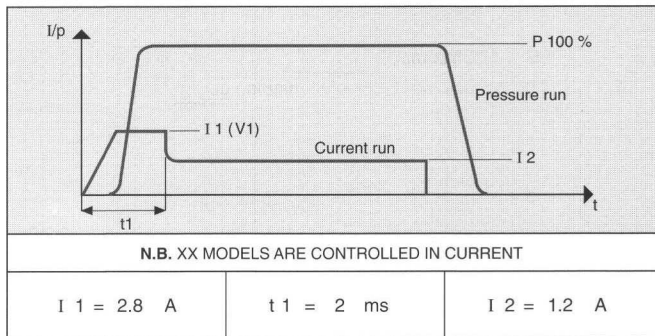 I/p
P 100 %
Pressure run
I 1 (V1)
Current run
I 2
t
t1
N.B. XX MODELS ARE CONTROLLED IN CURRENT
I 1 = 2.8 A
t 1 = 2 ms
I 2 = 1.2 A